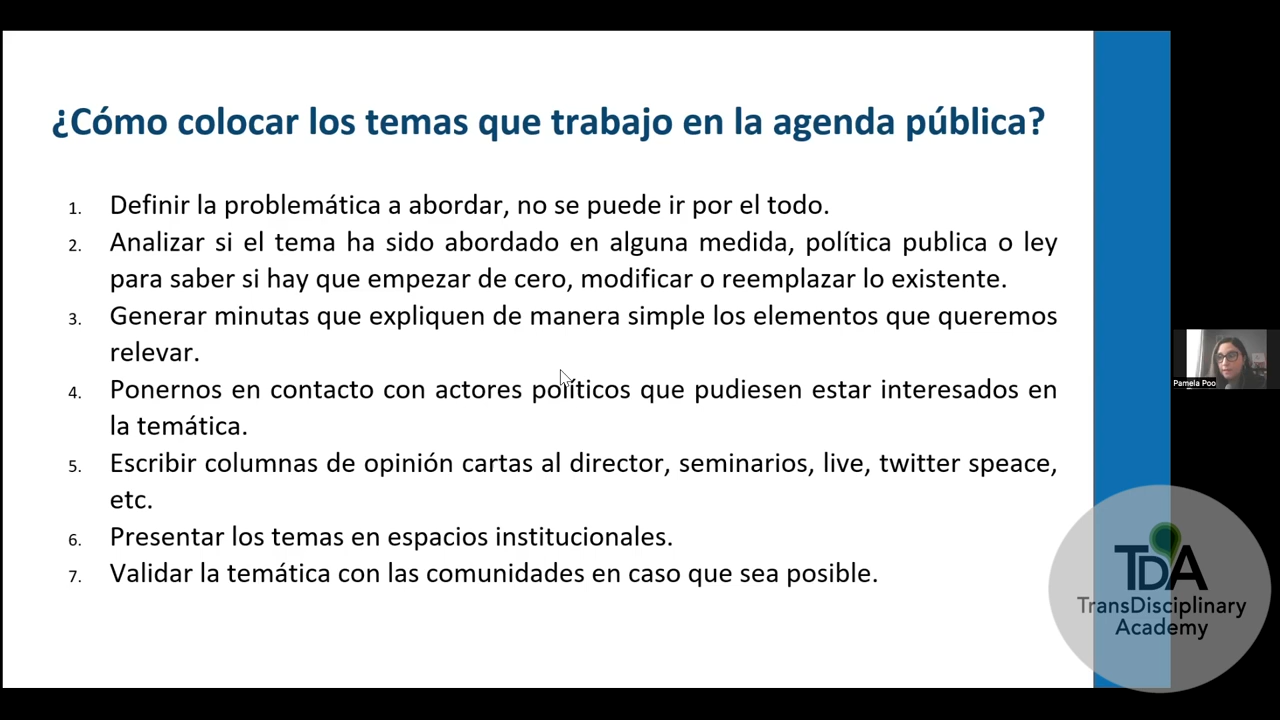 ¿Cómo colocar los temas que trabajo en la agenda pública?
1. Definir la problemática a abordar, no se puede ir por el todo.
2. Analizar si el tema ha sido abordado en alguna medida, política publica o ley
para saber si hay que empezar de cero, modificar o reemplazar lo existente.
3. Generar minutas que expliquen de manera simple los elementos que queremos
relevar.
4. Ponernos en contacto con actores políticos que pudiesen estar interesados en
la temática.
5. Escribir columnas de opinión cartas al director, seminarios, live, twitter speace,
etc.
6. Presentar los temas en espacios institucionales.
7. Validar la temática con las comunidades en caso que sea posible.
Pamela Poo
TDA
TransDisciplinary
Academy